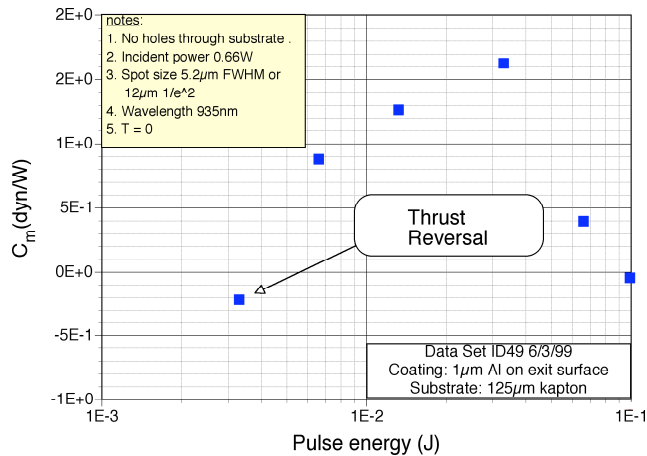 2E+0
notes:
1. No holes through substrate .
2. Incident power 0.66W
3. Spot size 5.2µm FWHM or
12µm 1/e^2
4. Wavelength 935nm
5. T = 0
2E+0
1E+0
5E-1
0E+0
-5E-1
-1E+0
Cm(dyn/W)
Thrust
Reversal
Data Set ID49 6/3/99
Coating: 1µm Al on exit surface
Substrate: 125µm kapton
1E-3
1E-2
1E-1
Pulse energy (J)